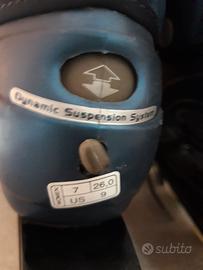 Dynamic Suspension System
7 26.0
US 9
subito